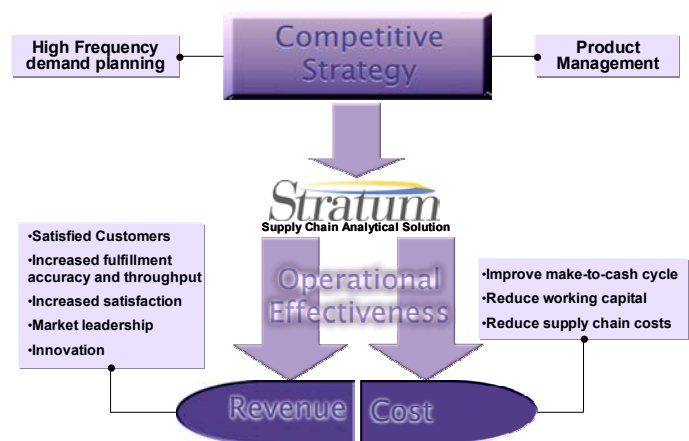 High Frequency
demand planning
Competitive
Strategy
Product
Management
Stratum
Supply Chain Analytical Solution
•Satisfied Customers
•Increased fulfillment
accuracy and throughput
•Increased satisfaction
•Market leadership
•Innovation
Operational
Effectiveness
•Improve make-to-cash cycle
•Reduce working capital
•Reduce supply chain costs
Revenue
Cost